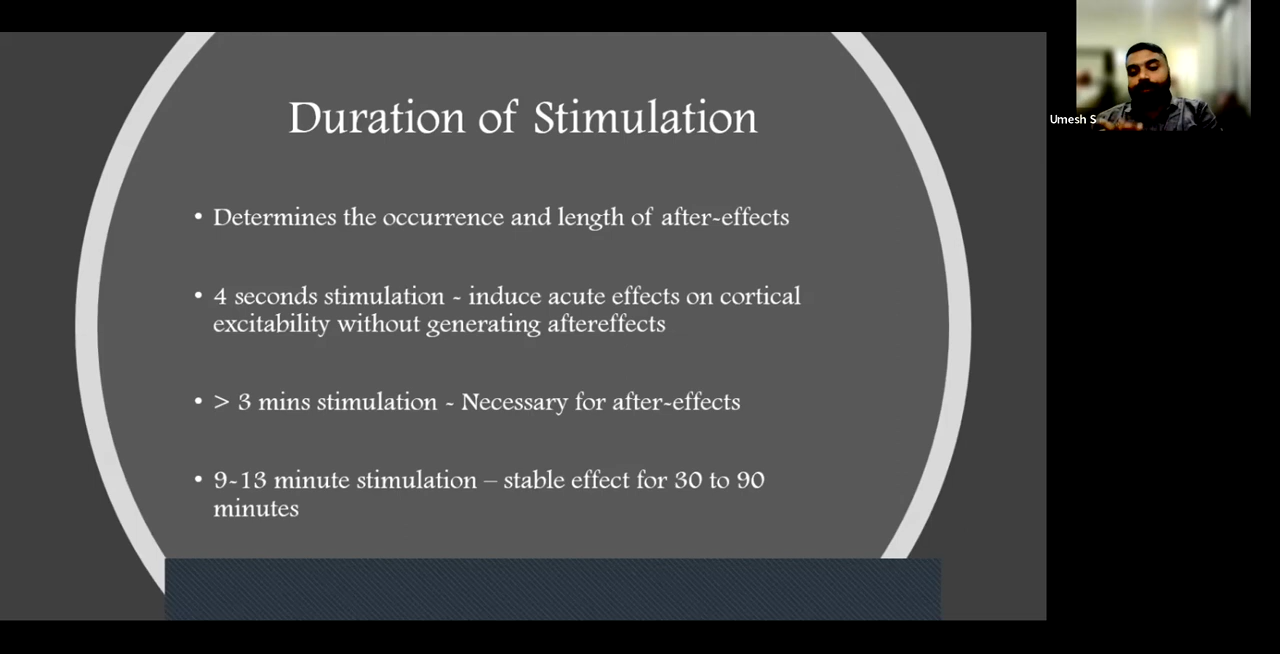 Duration of Stimulation
• Determines the occurrence and length of after-effects
• 4 seconds stimulation - induce acute effects on cortical
excitability without generating aftereffects
• > 3 mins stimulation - Necessary for after-effects
• 9-13 minute stimulation – stable effect for 30 to 90
minutes
Umesh S